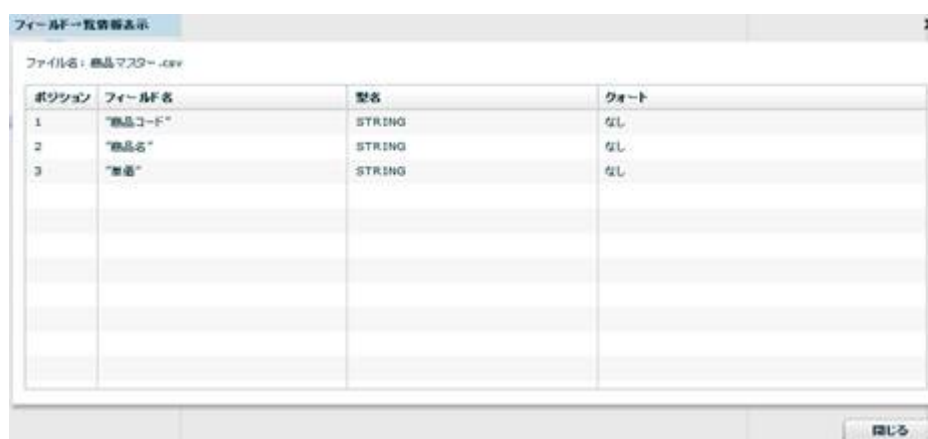 フィールド一覧情報表示
ファイル名：商品マスター.csv
ポジション フィールド名 型名 クォート
1 "商品コード" STRING なし
2 "商品名" STRING なし
3 "単価" STRING なし
閉じる